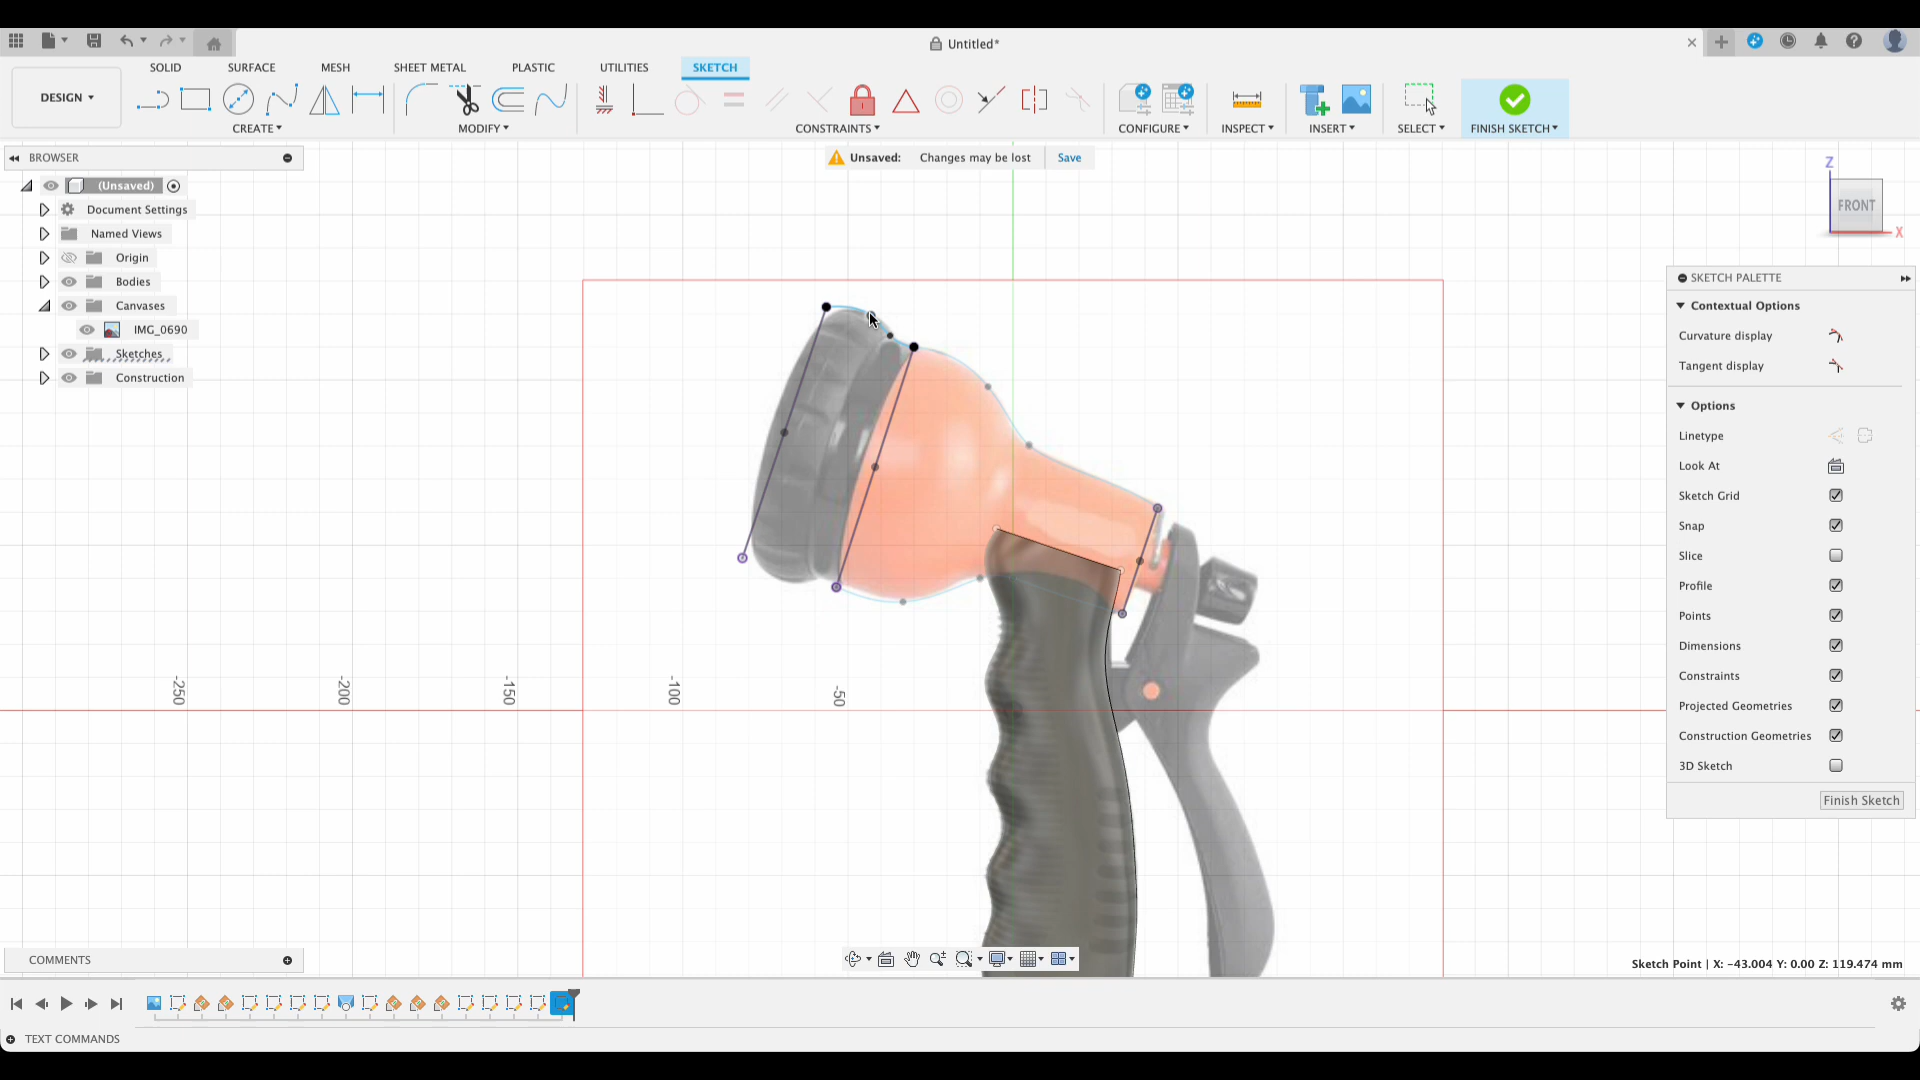 Untitled*
SOLID SURFACE MESH SHEET METAL PLASTIC UTILITIES SKETCH
DESIGN
CREATE MODIFY CONSTRAINTS CONFIGURE INSPECT INSERT SELECT FINISH SKETCH
BROWSER
Unsaved: Changes may be lost Save
(Unsaved)
Document Settings
Named Views
Origin
Bodies
Canvases
IMG_0690
Sketches
Construction
Z
FRONT
X
SKETCH PALETTE
Contextual Options
Curvature display
Tangent display
Options
Linetype
Look At
Sketch Grid
Snap
Slice
Profile
Points
Dimensions
Constraints
Projected Geometries
Construction Geometries
3D Sketch
Finish Sketch
-250 -200 -150 -100 -50
COMMENTS
Sketch Point | X: -43.004 Y: 0.00 Z: 119.474 mm
TEXT COMMANDS